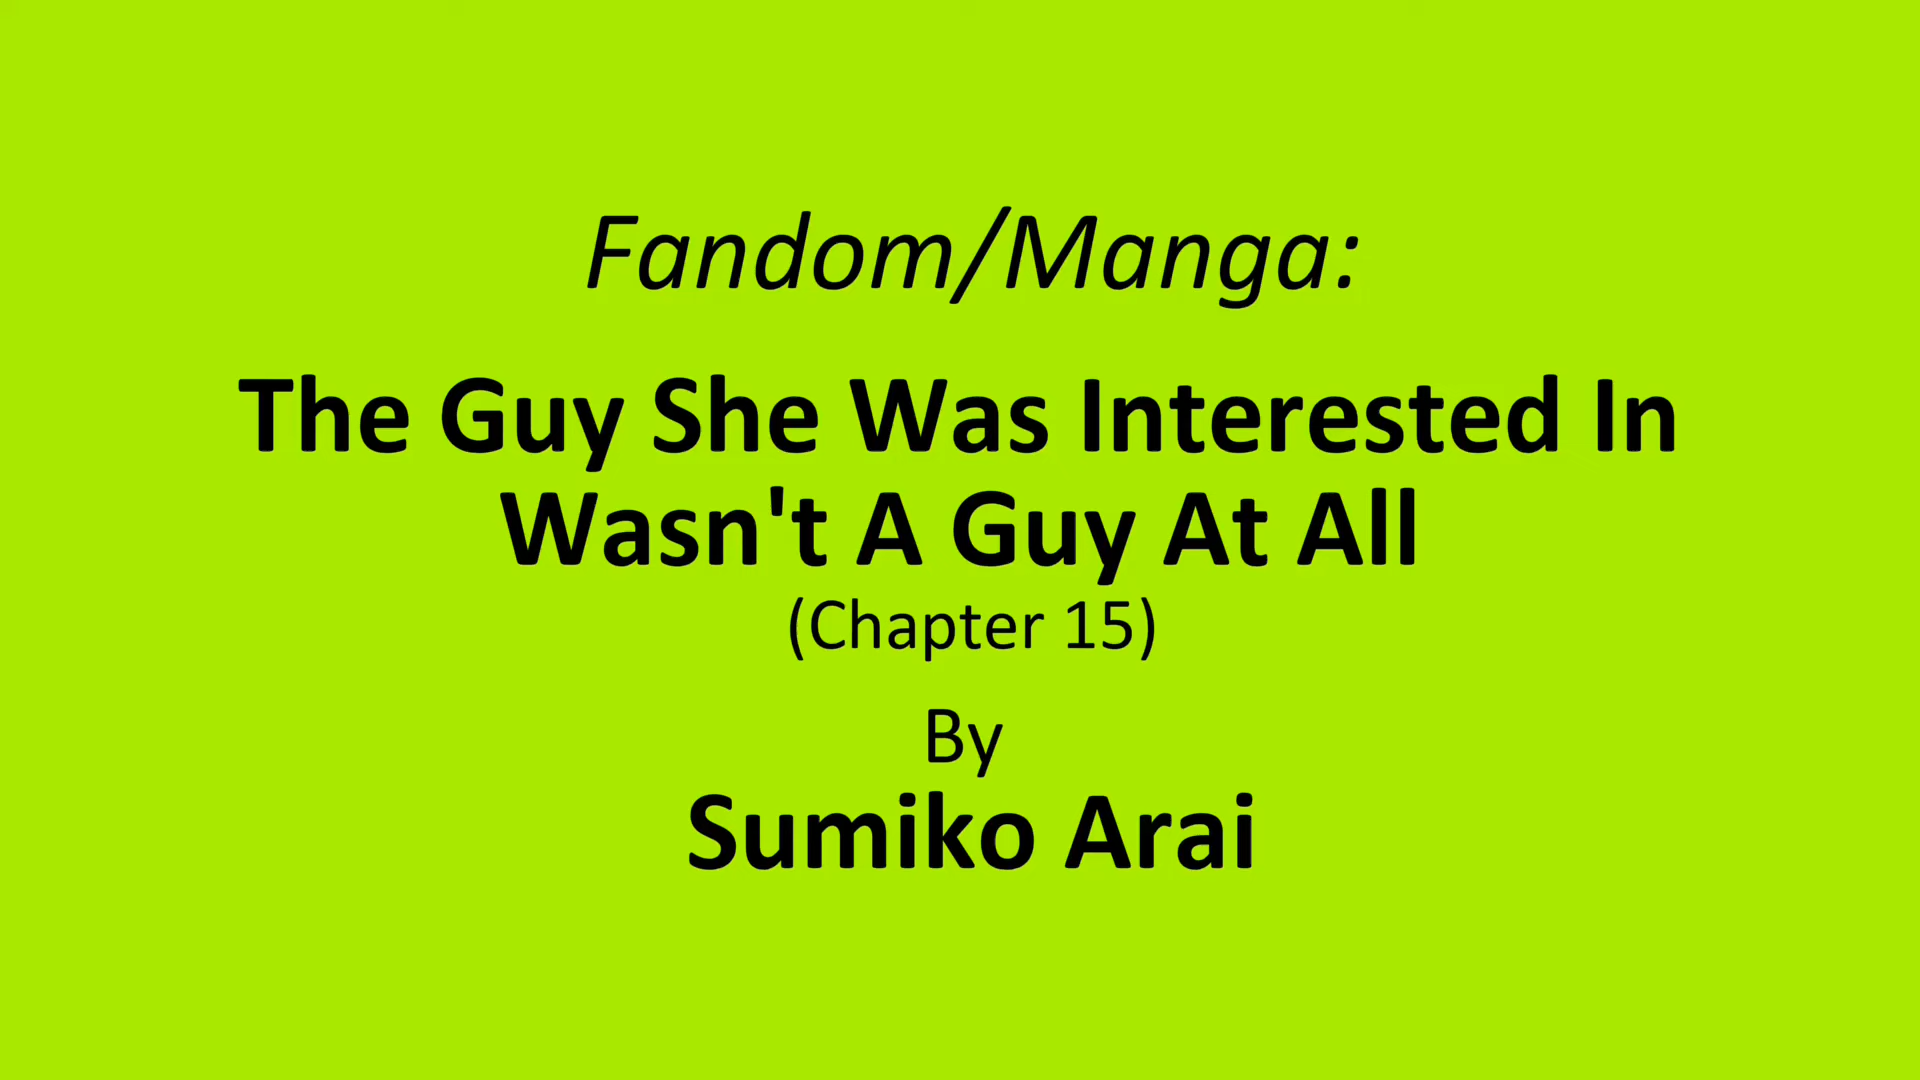 Fandom/Manga:
The Guy She Was Interested In
Wasn't A Guy At All
(Chapter 15)
By
Sumiko Arai